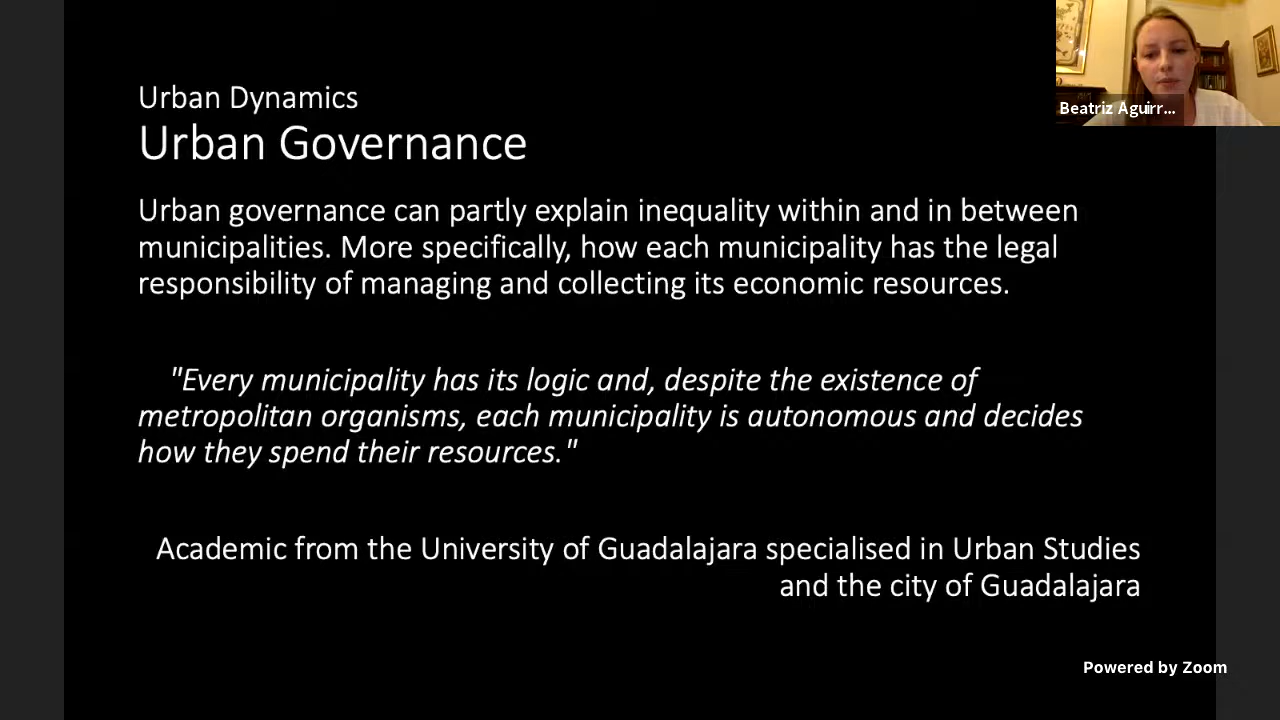 Urban Dynamics
Urban Governance
Beatriz Aguirr...
Urban governance can partly explain inequality within and in between
municipalities. More specifically, how each municipality has the legal
responsibility of managing and collecting its economic resources.
"Every municipality has its logic and, despite the existence of
metropolitan organisms, each municipality is autonomous and decides
how they spend their resources."
Academic from the University of Guadalajara specialised in Urban Studies
and the city of Guadalajara
Powered by Zoom